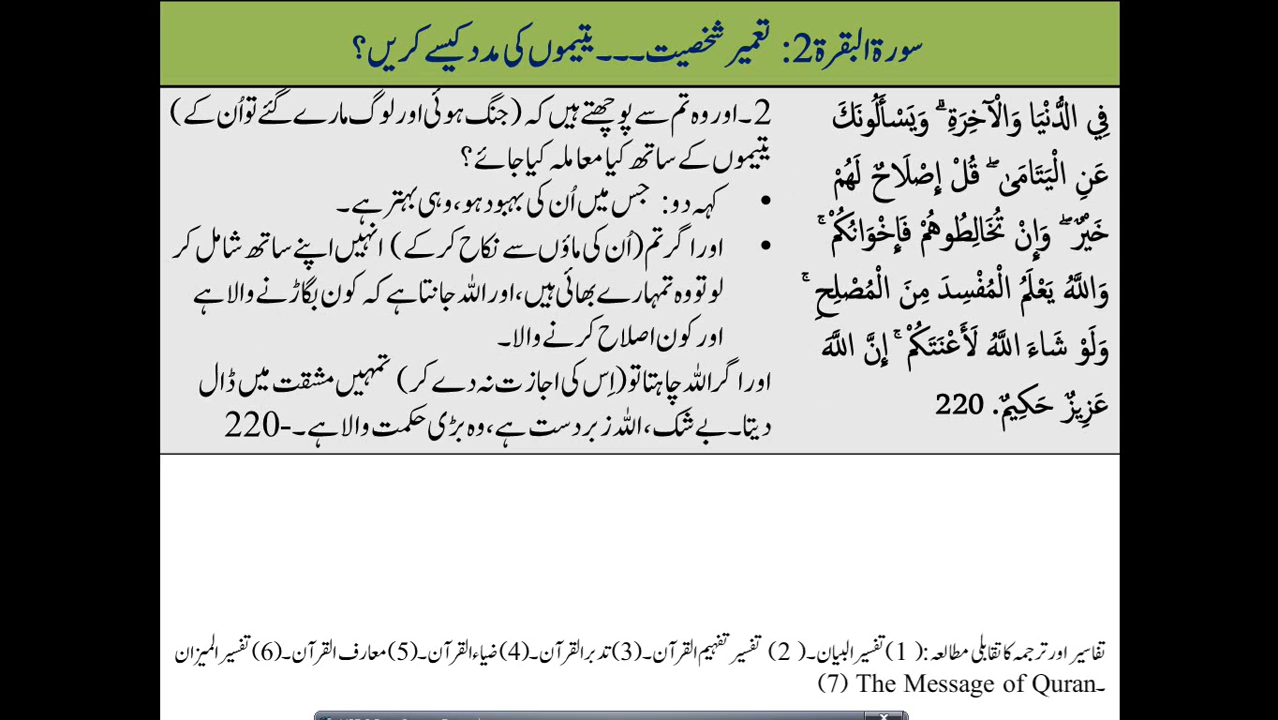 سورۃ البقرۃ 2: تعمیر شخصیت۔۔۔ یتیموں کی مدد کیسے کریں؟
فِي الدُّنْيَا وَالْآخِرَةِ ۗ وَيَسْأَلُونَكَ
عَنِ الْيَتَامَىٰ ۖ قُلْ إِصْلَاحٌ لَهُمْ
خَيْرٌ ۖ وَإِنْ تُخَالِطُوهُمْ فَإِخْوَانُكُمْ ۚ
وَاللَّهُ يَعْلَمُ الْمُفْسِدَ مِنَ الْمُصْلِحِ ۚ
وَلَوْ شَاءَ اللَّهُ لَأَعْنَتَكُمْ ۚ إِنَّ اللَّهَ
عَزِيزٌ حَكِيمٌ. 220
2۔ اور وہ تم سے پوچھتے ہیں کہ (جنگ ہوئی اور لوگ مارے گئے تو اُن کے)
یتیموں کے ساتھ کیا معاملہ کیا جائے؟
• کہہ دو: جس میں اُن کی بہبود ہو، وہی بہتر ہے۔
• اور اگر تم (اُن کی ماؤں سے نکاح کر کے) انہیں اپنے ساتھ شامل کر
لو تو وہ تمہارے بھائی ہیں، اور اللہ جانتا ہے کہ کون بگاڑنے والا ہے
اور کون اصلاح کرنے والا۔
اور اگر اللہ چاہتا تو (اِس کی اجازت نہ دے کر) تمہیں مشقت میں ڈال
دیتا۔ بے شک، اللہ زبردست ہے، وہ بڑی حکمت والا ہے۔ -220
تفاسیر اور ترجمہ کا تقابلی مطالعہ: (1) تفسیر البیان۔ (2) تفسیر تفہیم القرآن۔ (3) تدبر القرآن۔ (4) ضیاء القرآن۔ (5) معارف القرآن۔ (6) تفسیر المیزان
۔The Message of Quran (7)